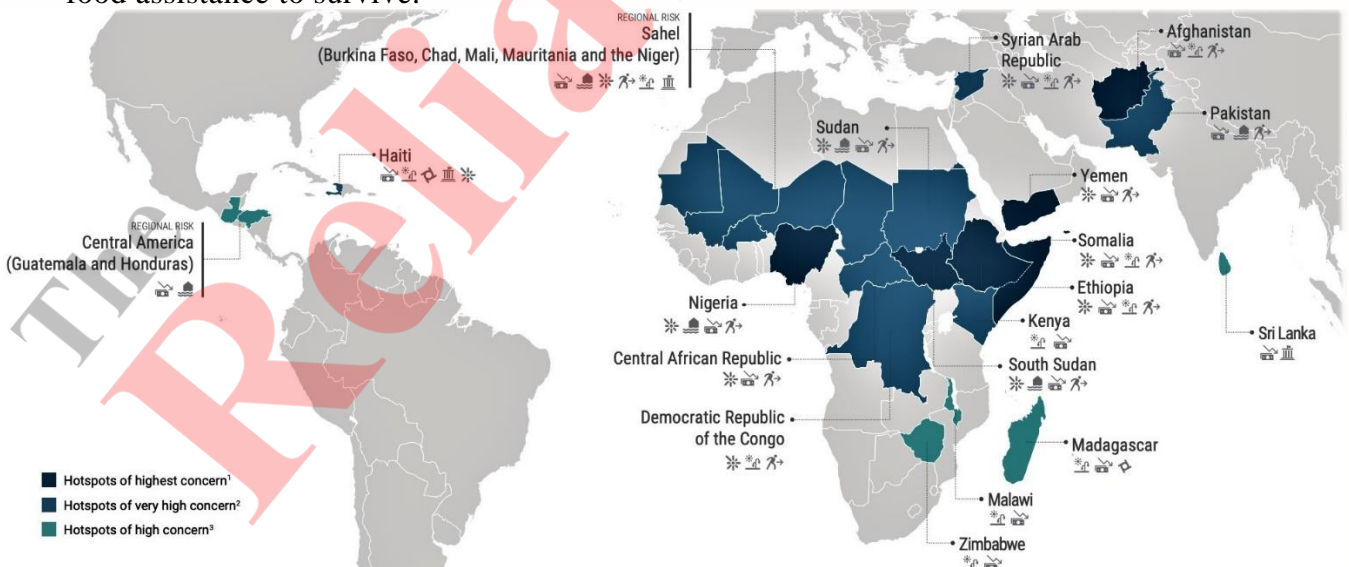 food assistance to survive.
REGIONAL RISK
Sahel
(Burkina Faso, Chad, Mali, Mauritania and the Niger)
Syrian Arab
Republic
Afghanistan
Pakistan
Sudan
Haiti
Yemen
REGIONAL RISK
Central America
(Guatemala and Honduras)
Somalia
Ethiopia
Nigeria
Kenya
Sri Lanka
Central African Republic
South Sudan
Democratic Republic
of the Congo
Madagascar
Malawi
Zimbabwe
Hotspots of highest concern¹
Hotspots of very high concern²
Hotspots of high concern³
The
Relia